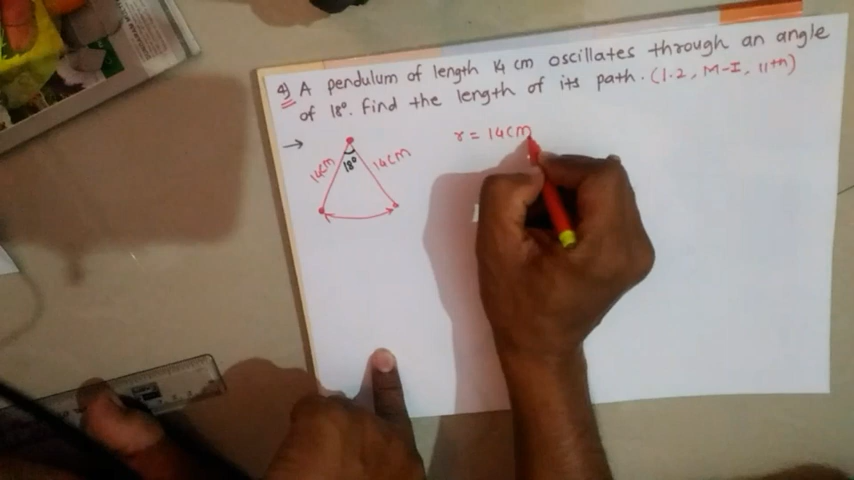 4) A pendulum of length 14 cm oscillates through an angle
of 18°. Find the length of its path. (1.2, M-I, 11th)
→
14cm 18° 14cm
r = 14cm